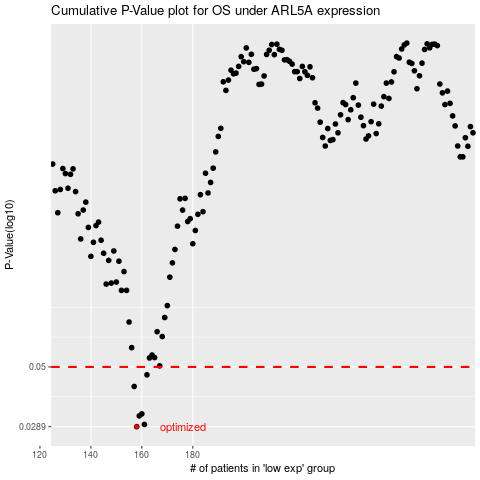 Cumulative P-Value plot for OS under ARL5A expression
P-Value(log10)
0.05
0.0289
optimized
120 140 160 180
# of patients in 'low exp' group